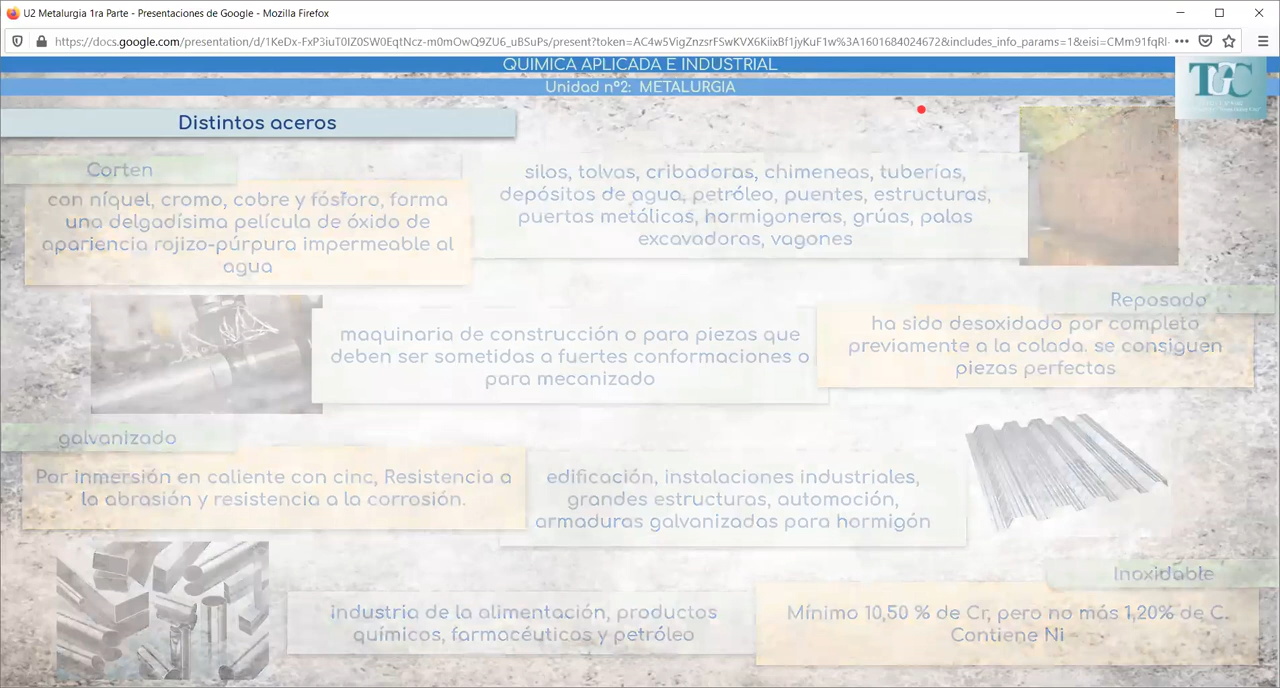 U2 Metalurgia 1ra Parte - Presentaciones de Google - Mozilla Firefox
https://docs.google.com/presentation/d/1KeDx-FxP3iuT0IZ0SW0EqtNcz-m0mOwQ9ZU6_uBSuPs/present?token=AC4w5VigZnzsrFSwKVX6KiixBf1jyKuF1w%3A1601684024672&includes_info_params=1&eisi=CMm91fqRl-
QUIMICA APLICADA E INDUSTRIAL
Unidad nº2: METALURGIA
TGC
Distintos aceros
Corten
con níquel, cromo, cobre y fósforo, forma
una delgadísima película de óxido de
apariencia rojizo-púrpura impermeable al
agua
silos, tolvas, cribadoras, chimeneas, tuberías,
depósitos de agua, petróleo, puentes, estructuras,
puertas metálicas, hormigoneras, grúas, palas
excavadoras, vagones
Reposado
maquinaria de construcción o para piezas que
deben ser sometidas a fuertes conformaciones o
para mecanizado
ha sido desoxidado por completo
previamente a la colada. se consiguen
piezas perfectas
galvanizado
Por inmersión en caliente con cinc, Resistencia a
la abrasión y resistencia a la corrosión.
edificación, instalaciones industriales,
grandes estructuras, automoción,
armaduras galvanizadas para hormigón
Inoxidable
Industria de la alimentación, productos
químicos, farmacéuticos y petróleo
Mínimo 10,50 % de Cr, pero no más 1,20% de C.
Contiene Ni